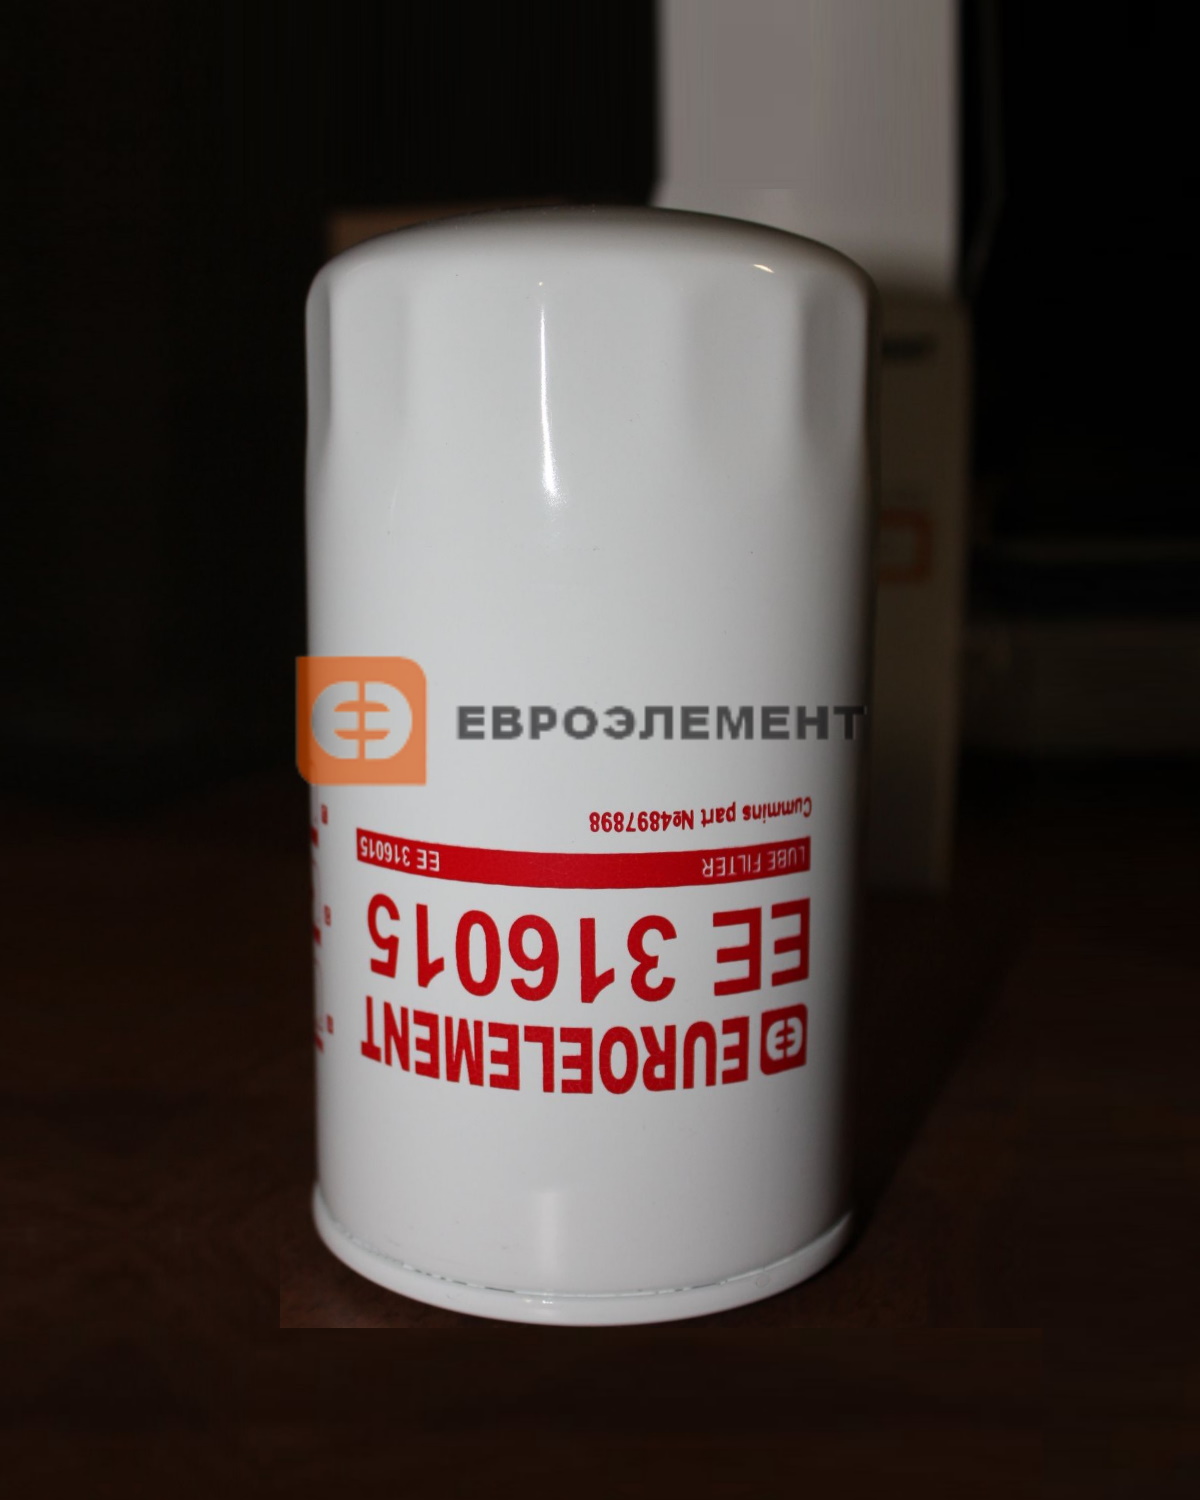 ЕВРОЭЛЕМЕНТ
EUROELEMENT
EE 316015
LUBE FILTER EE 316015
Cummins part №4897898